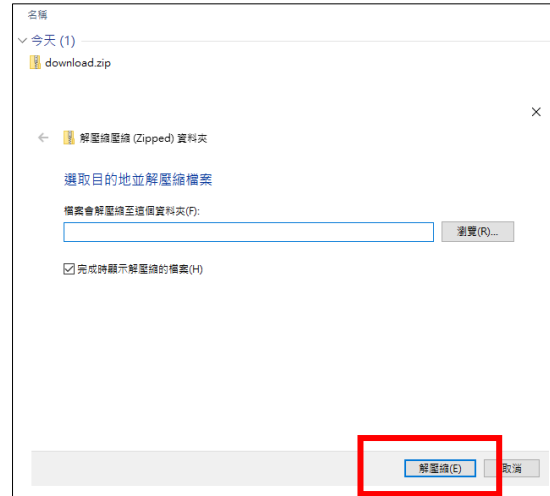 名稱
今天 (1)
download.zip
解壓縮壓縮 (Zipped) 資料夾
選取目的地並解壓縮檔案
檔案會解壓縮至這個資料夾(F):
瀏覽(R)...
完成時顯示解壓縮的檔案(H)
解壓縮(E) 取消